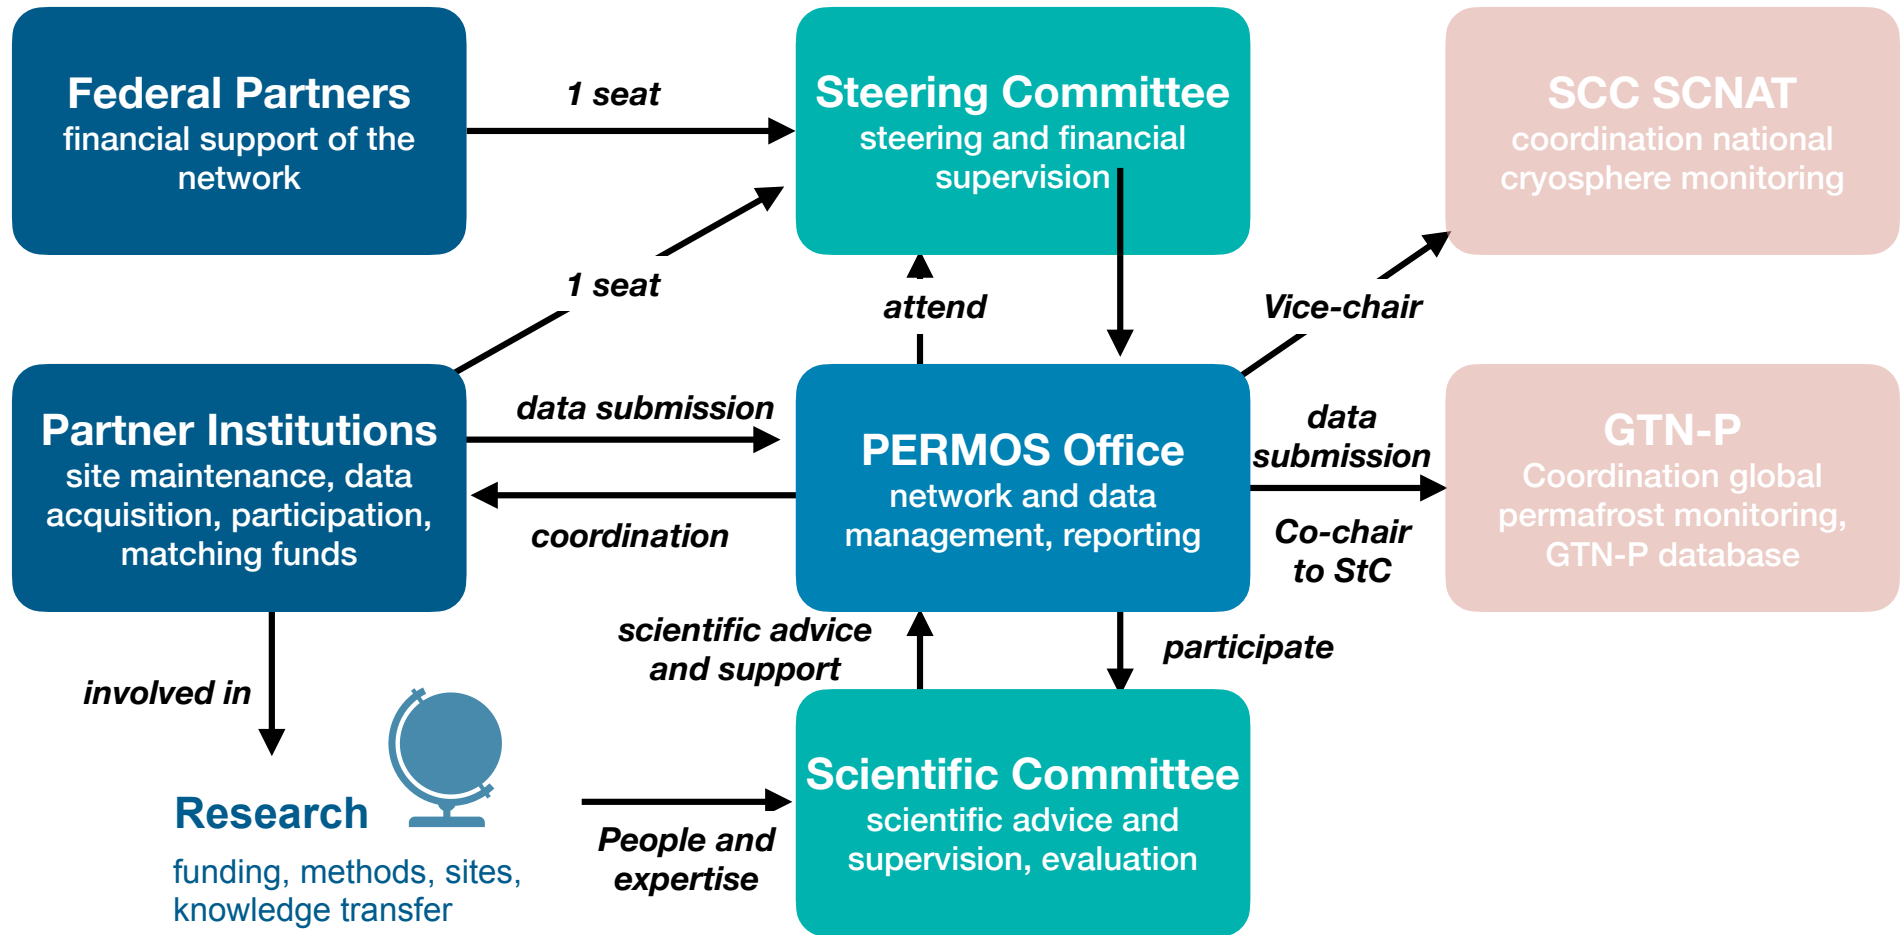 Federal Partners
financial support of the
network
1 seat
Steering Committee
steering and financial
supervision
SCC SCNAT
coordination national
cryosphere monitoring
1 seat
attend
Vice-chair
Partner Institutions
site maintenance, data
acquisition, participation,
matching funds
data submission
coordination
PERMOS Office
network and data
management, reporting
data
submission
Co-chair
to StC
GTN-P
Coordination global
permafrost monitoring,
GTN-P database
involved in
scientific advice
and support
participate
Research
funding, methods, sites,
knowledge transfer
People and
expertise
Scientific Committee
scientific advice and
supervision, evaluation